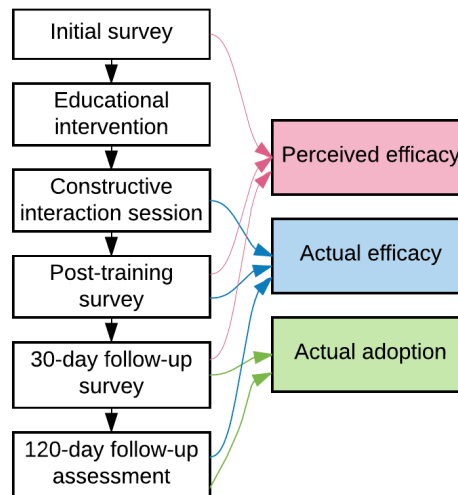 Initial survey
Educational
intervention
Constructive
interaction session
Post-training
survey
30-day follow-up
survey
120-day follow-up
assessment
Perceived efficacy
Actual efficacy
Actual adoption